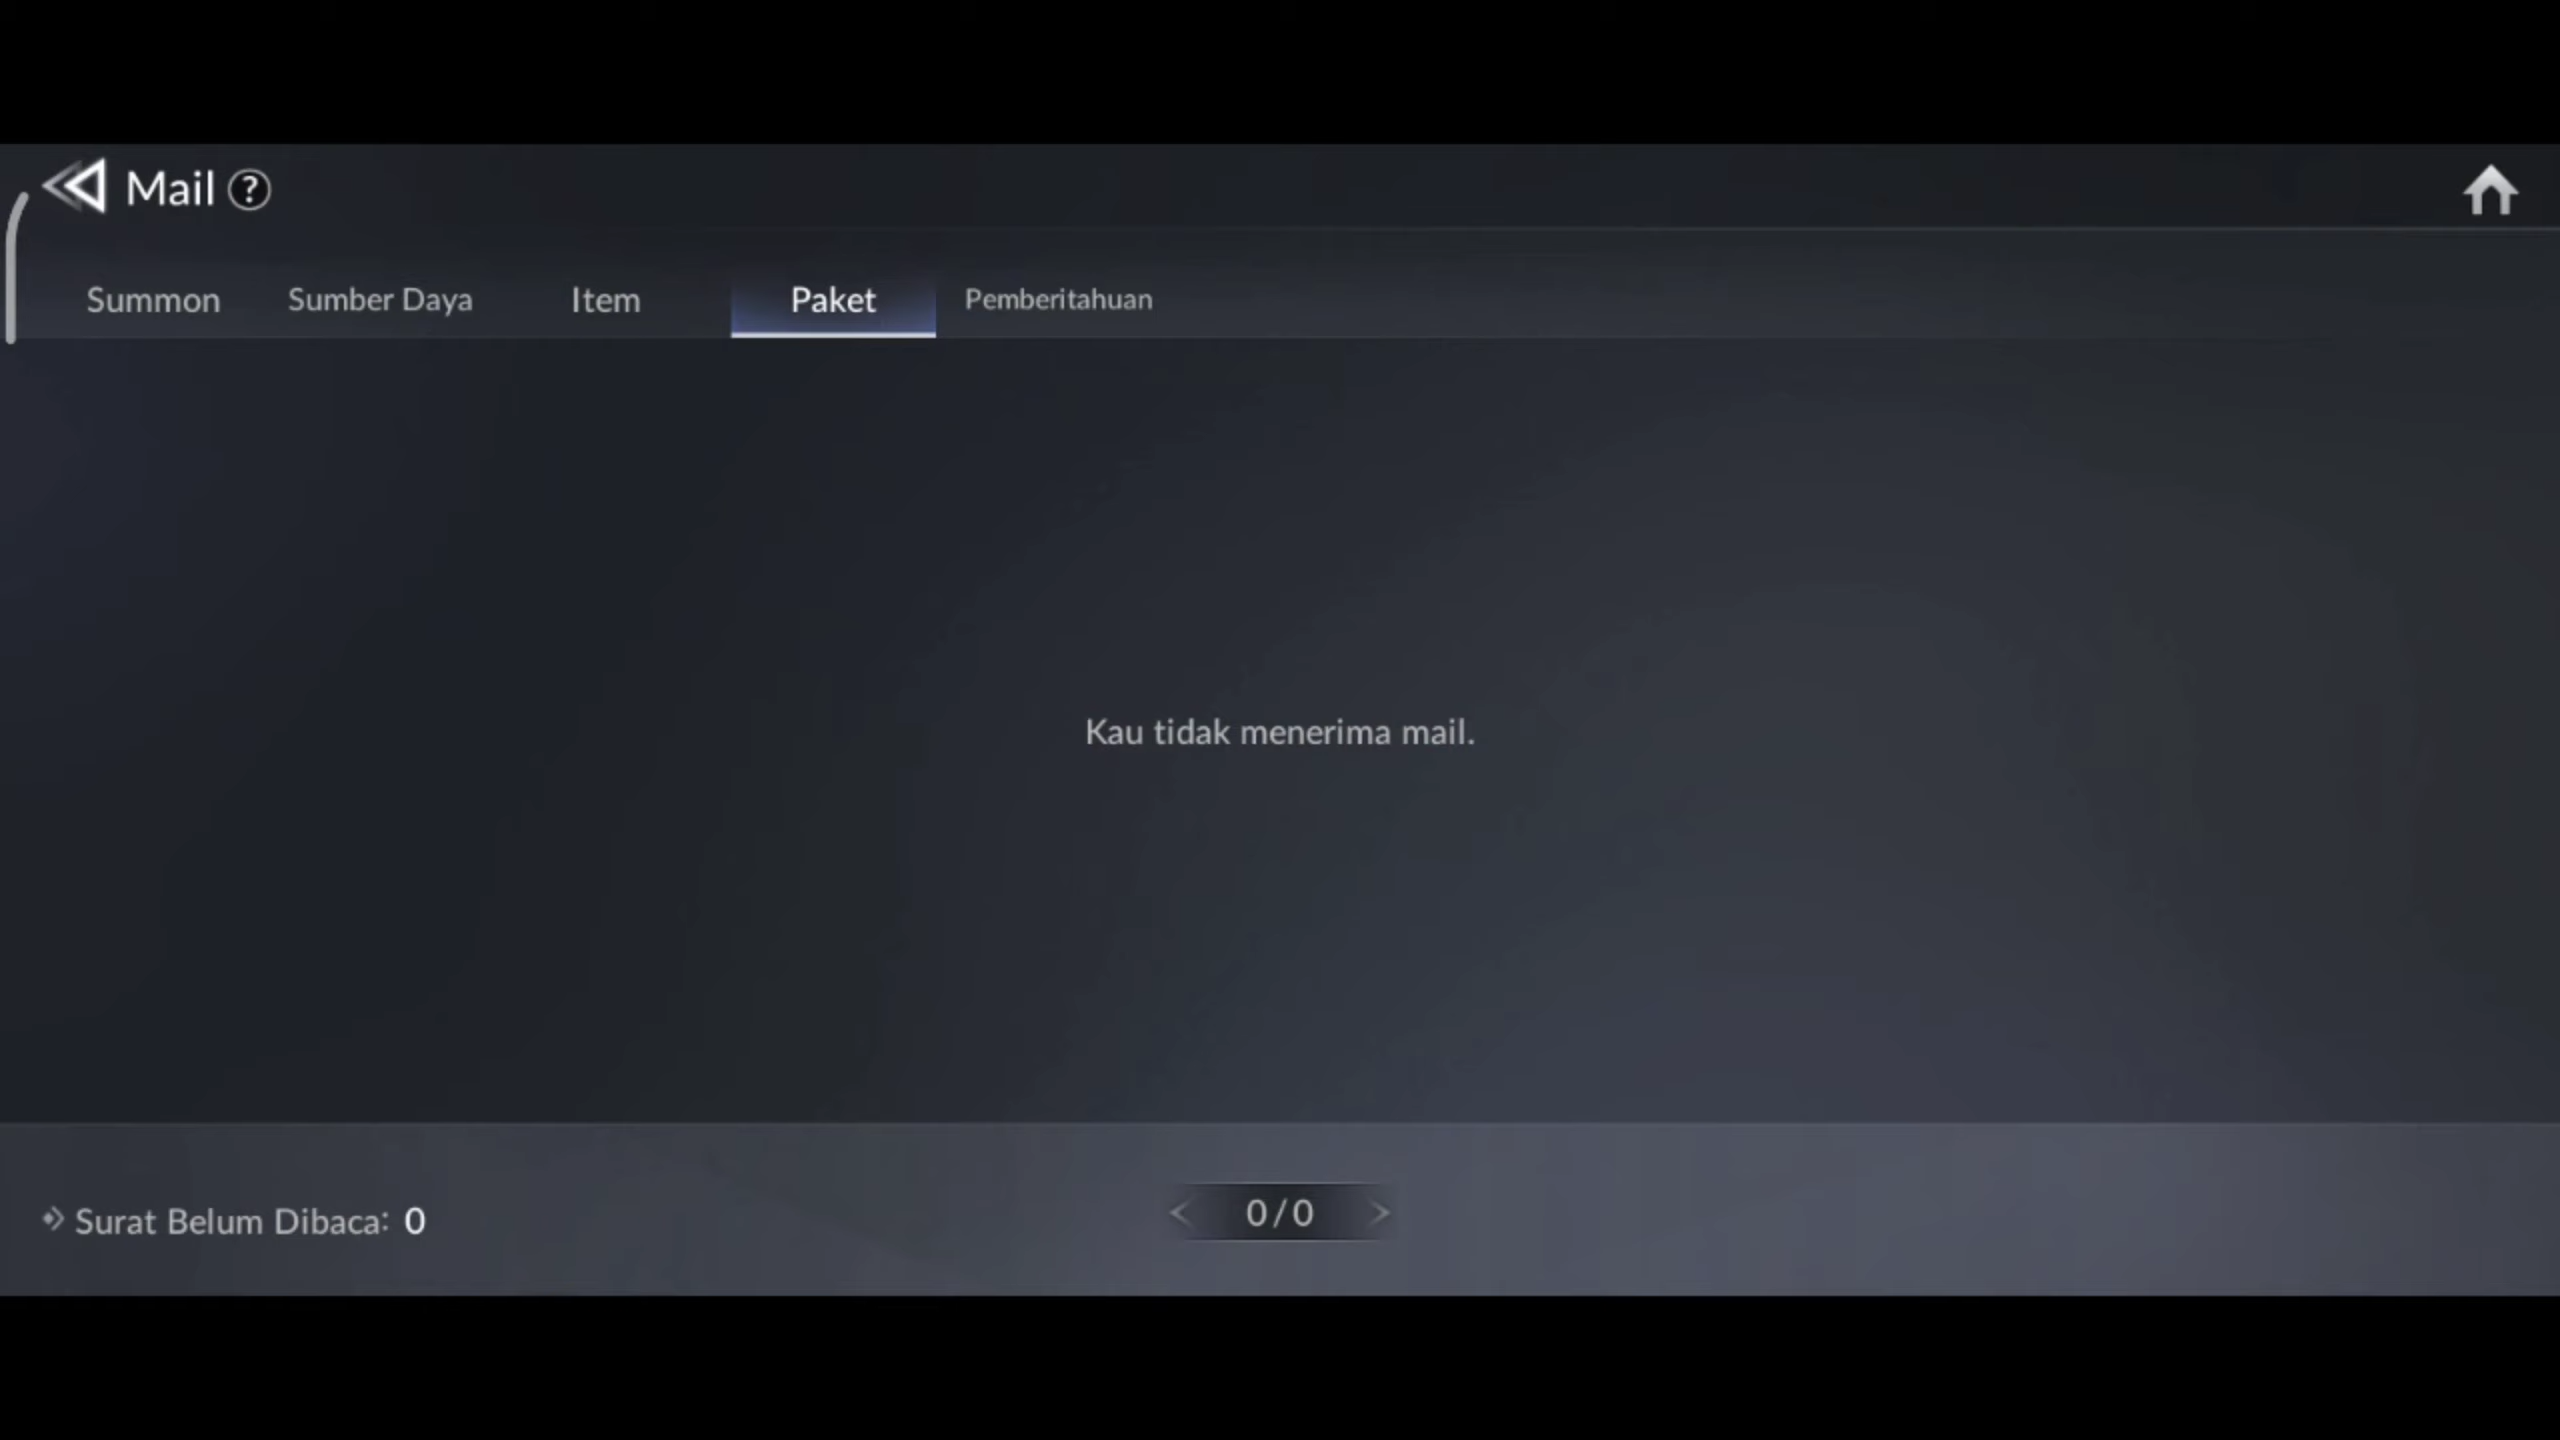 Mail ?
Summon Sumber Daya Item Paket Pemberitahuan
Kau tidak menerima mail.
Surat Belum Dibaca: 0
< 0/0 >